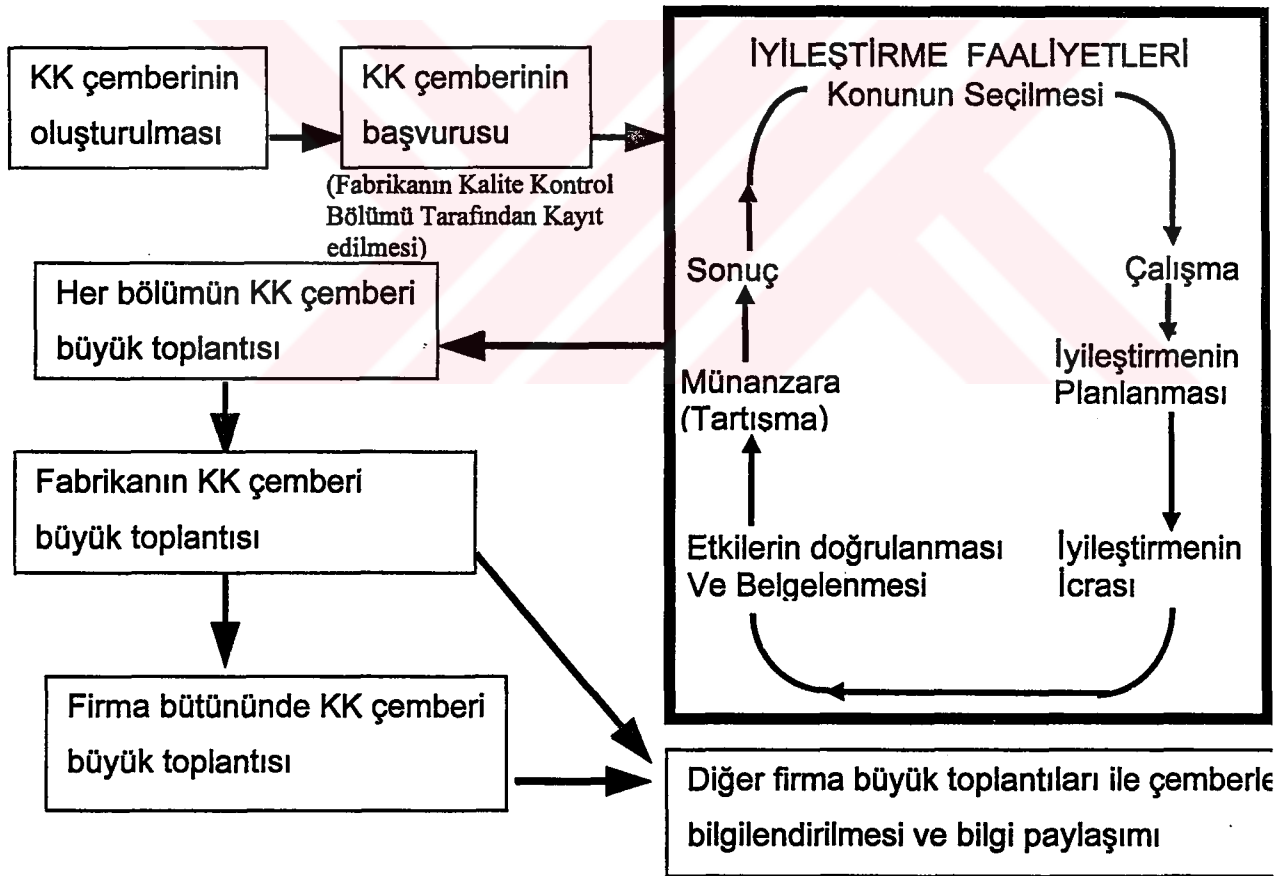 KK çemberinin
oluşturulması
KK çemberinin
başvurusu
(Fabrikanın Kalite Kontrol
Bölümü Tarafından Kayıt
edilmesi)
İYİLEŞTİRME FAALİYETLERİ
Konunun Seçilmesi
Çalışma
İyileştirmenin
Planlanması
İyileştirmenin
İcrası
Etkilerin doğrulanması
Ve Belgelenmesi
Münanzara
(Tartışma)
Sonuç
Her bölümün KK çemberi
büyük toplantısı
Fabrikanın KK çemberi
büyük toplantısı
Firma bütününde KK çemberi
büyük toplantısı
Diğer firma büyük toplantıları ile çemberle
bilgilendirilmesi ve bilgi paylaşımı